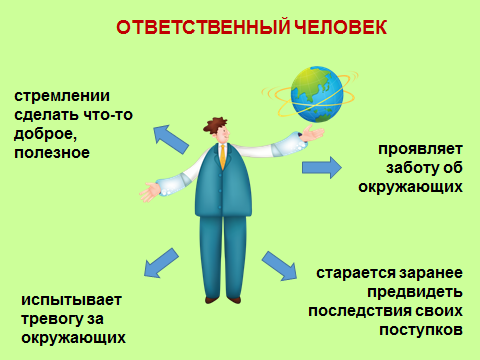 ОТВЕТСТВЕННЫЙ ЧЕЛОВЕК
стремлении
сделать что-то
доброе,
полезное
проявляет
заботу об
окружающих
испытывает
тревогу за
окружающих
старается заранее
предвидеть
последствия своих
поступков